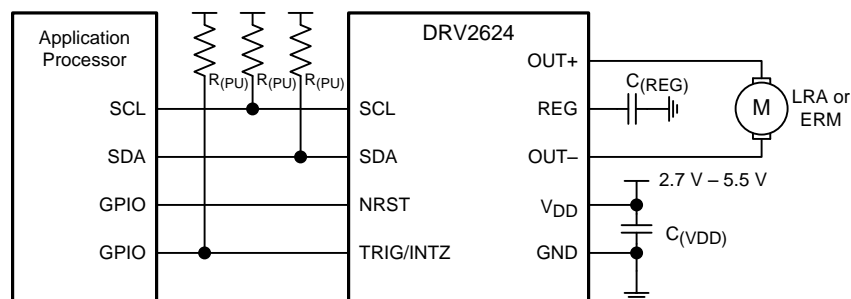 Application
Processor
SCL
SDA
GPIO
GPIO
R(PU)
R(PU)
R(PU)
DRV2624
SCL
SDA
NRST
TRIG/INTZ
OUT+
REG
OUT–
VDD
GND
C(REG)
M
LRA or
ERM
2.7 V – 5.5 V
C(VDD)